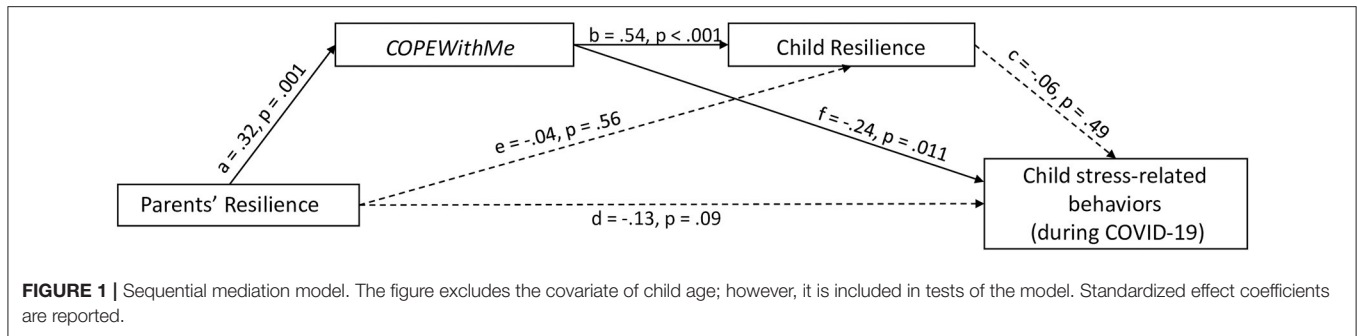 COPEWithMe
b = .54, p < .001
Child Resilience
a = .32, p = .001
c = -.06, p = .49
e = -.04, p = .56
f = -.24, p = .011
Parents’ Resilience
d = -.13, p = .09
Child stress-related
behaviors
(during COVID-19)
FIGURE 1 | Sequential mediation model. The figure excludes the covariate of child age; however, it is included in tests of the model. Standardized effect coefficients
are reported.